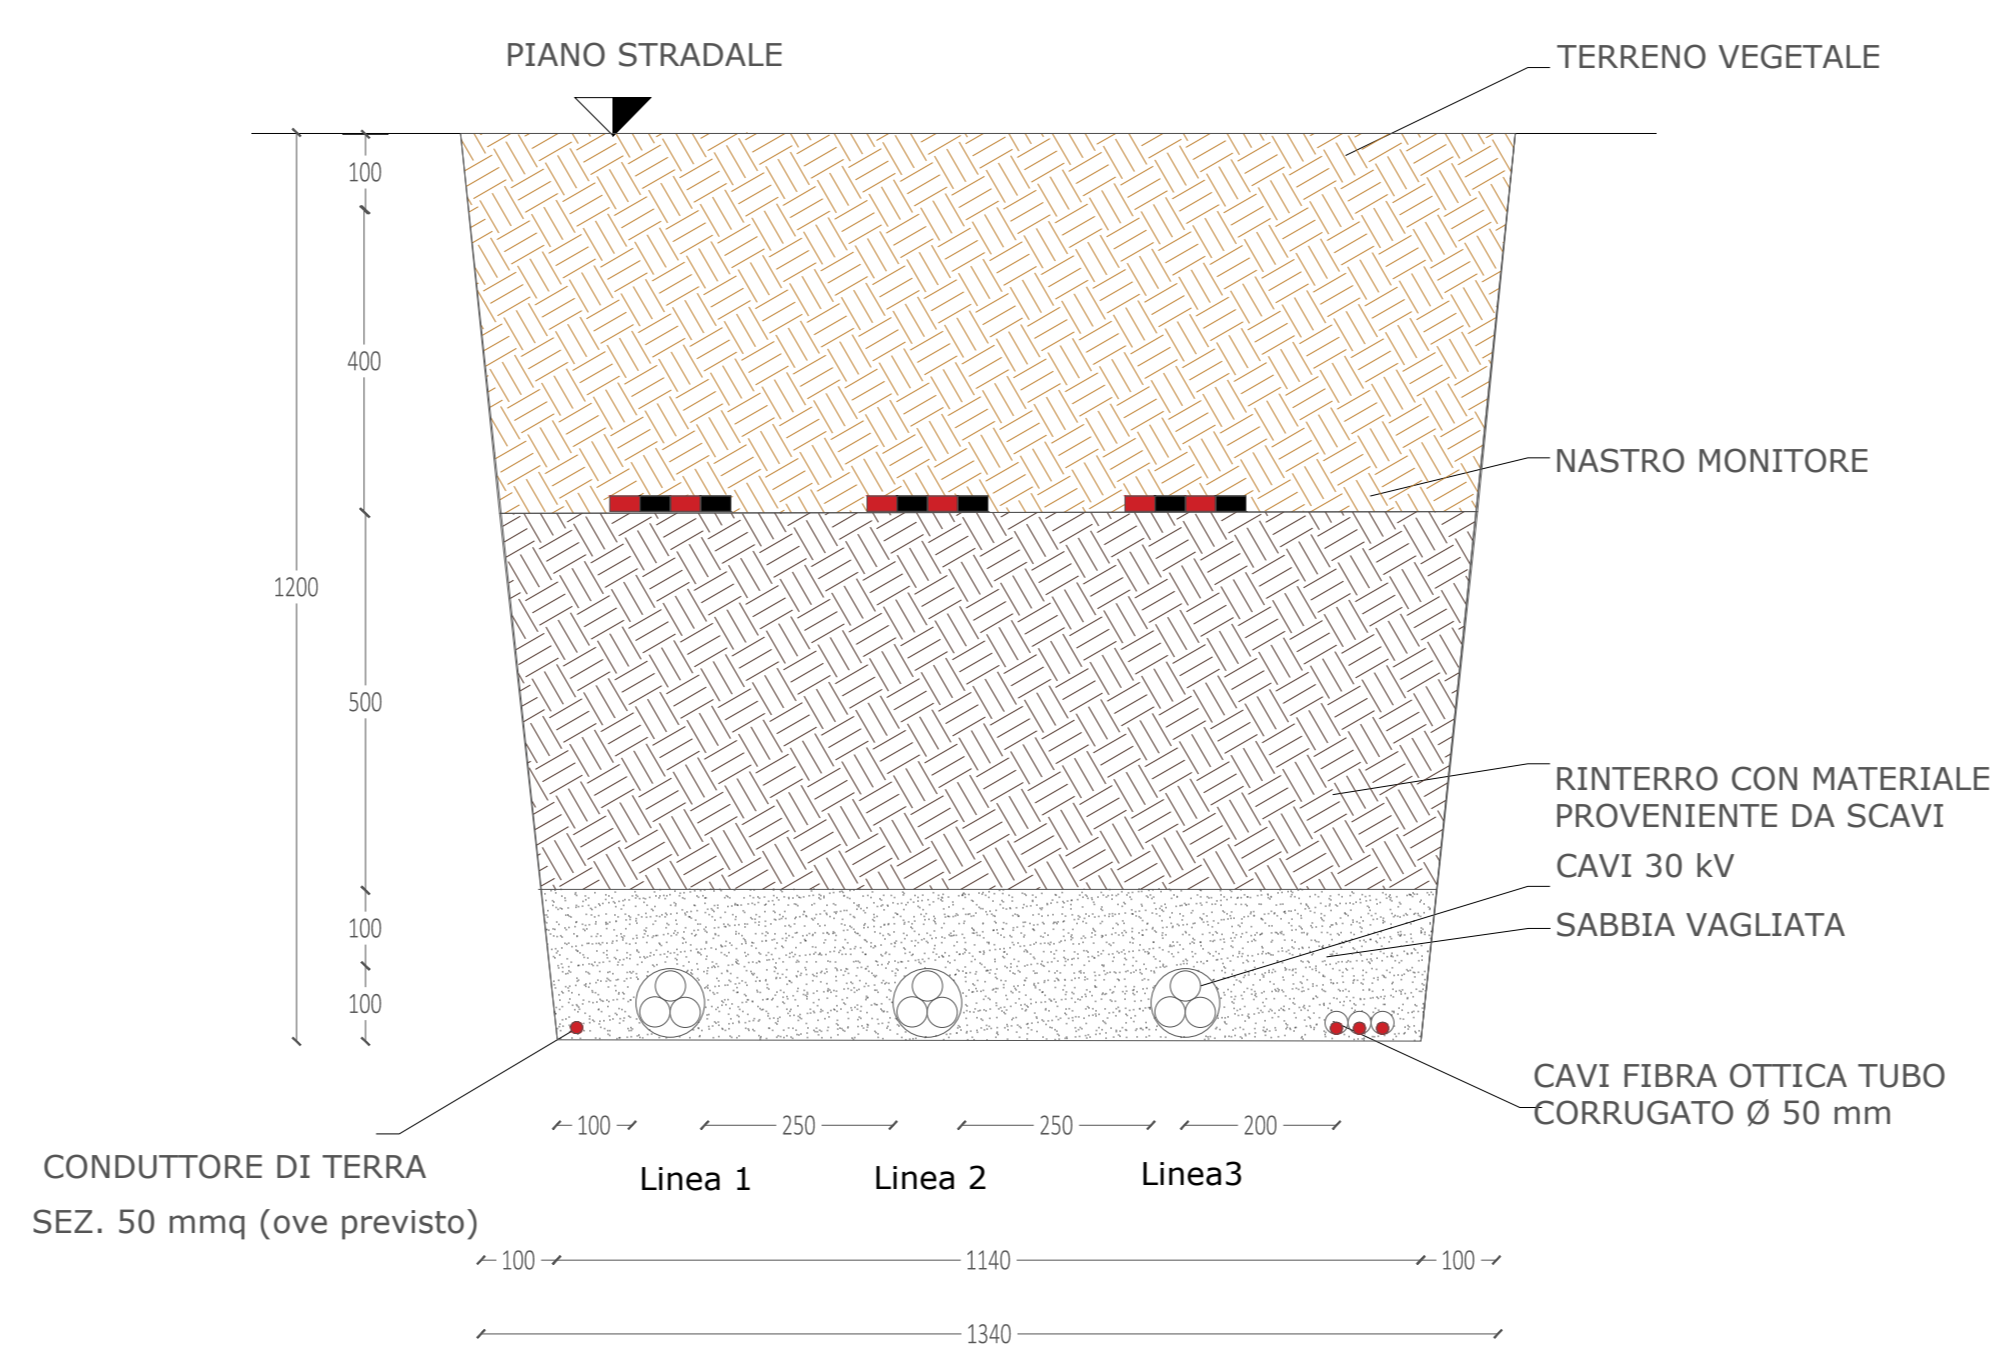 PIANO STRADALE
TERRENO VEGETALE
100
400
NASTRO MONITORE
1200
500
RINTERRO CON MATERIALE
PROVENIENTE DA SCAVI
CAVI 30 kV
SABBIA VAGLIATA
100
100
CAVI FIBRA OTTICA TUBO
CORRUGATO Ø 50 mm
100 250 250 200
CONDUTTORE DI TERRA
SEZ. 50 mmq (ove previsto)
Linea 1 Linea 2 Linea3
100 1140 100
1340